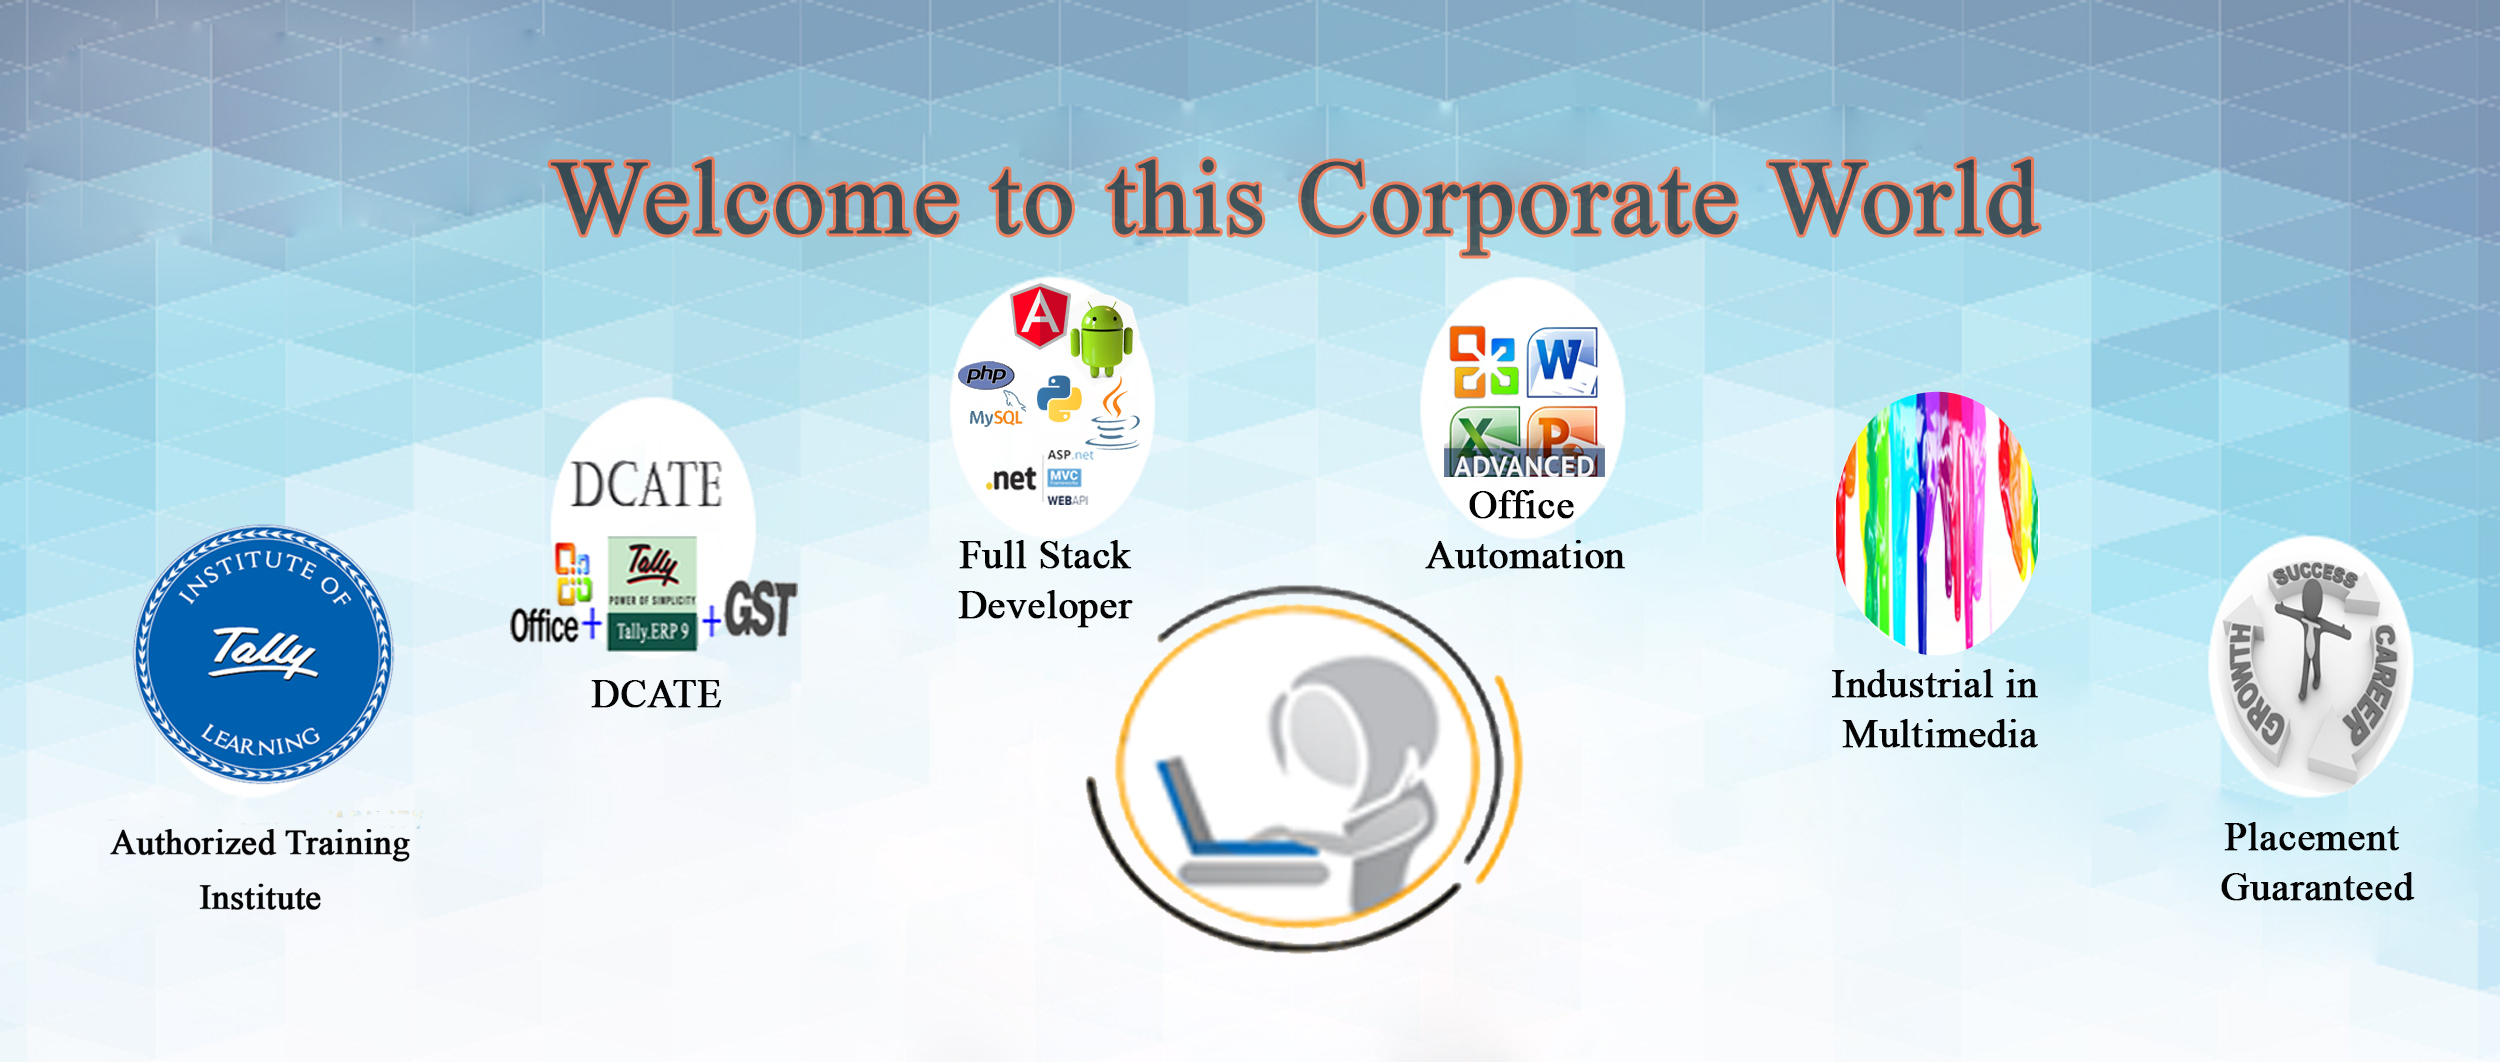 Welcome to this Corporate World
INSTITUTE OF
Tally
LEARNING
Authorized Training
Institute
DCATE
Office+
Tally
POWER OF SIMPLICITY
Tally.ERP 9
+GST
DCATE
A
php
MySQL
.net
ASP.net
MVC
WEBAPI
Full Stack
Developer
W
X
P
ADVANCED
Office
Automation
Industrial in
Multimedia
SUCCESS
CAREER
GROWTH
Placement
Guaranteed